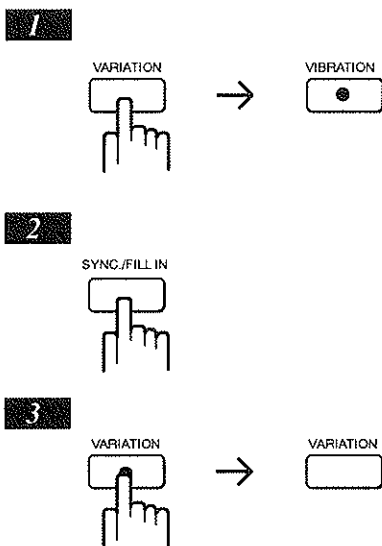 1
VARIATION
VIBRATION
2
SYNC./FILL IN
3
VARIATION
VARIATION